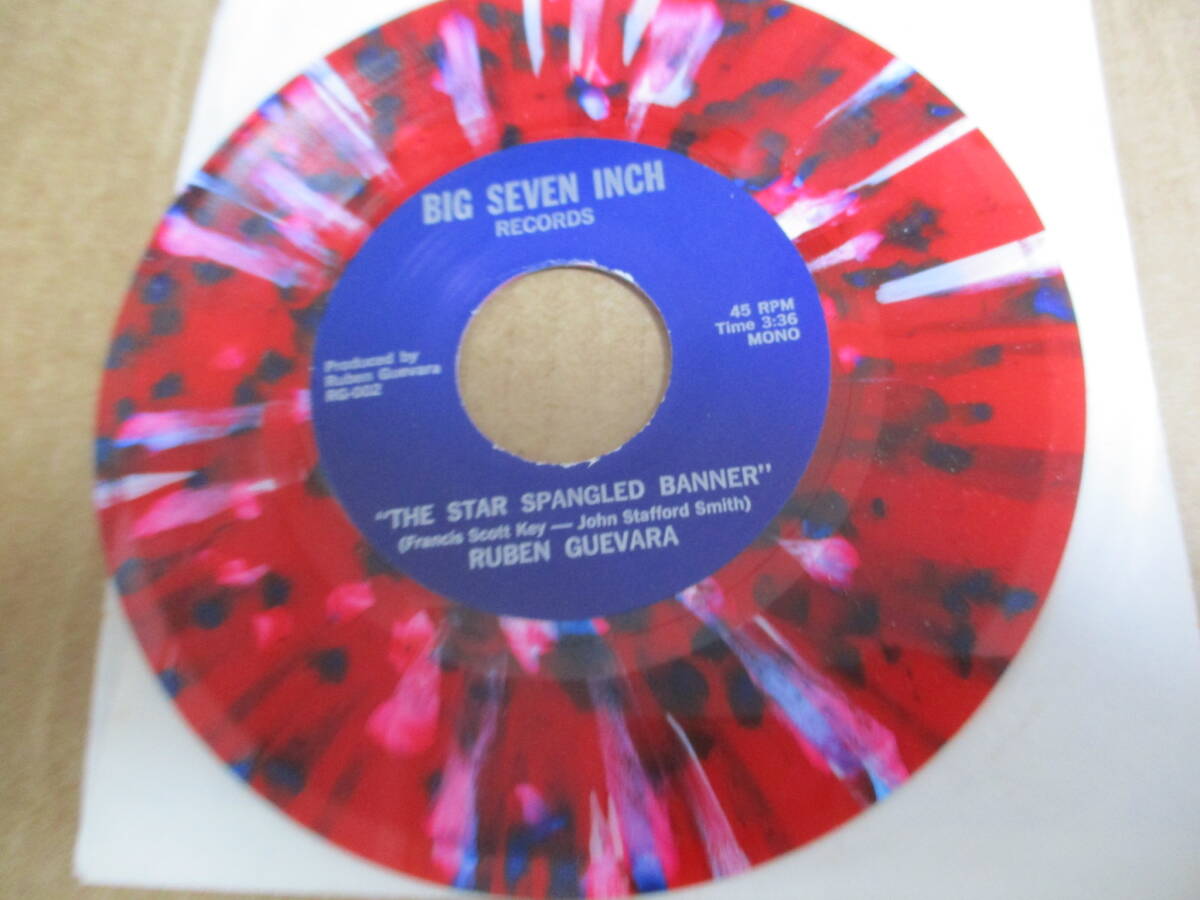 BIG SEVEN INCH
RECORDS
45 RPM
Time 3:36
MONO
Produced by
Ruben Guevara
RG-002
"THE STAR SPANGLED BANNER"
(Francis Scott Key — John Stafford Smith)
RUBEN GUEVARA